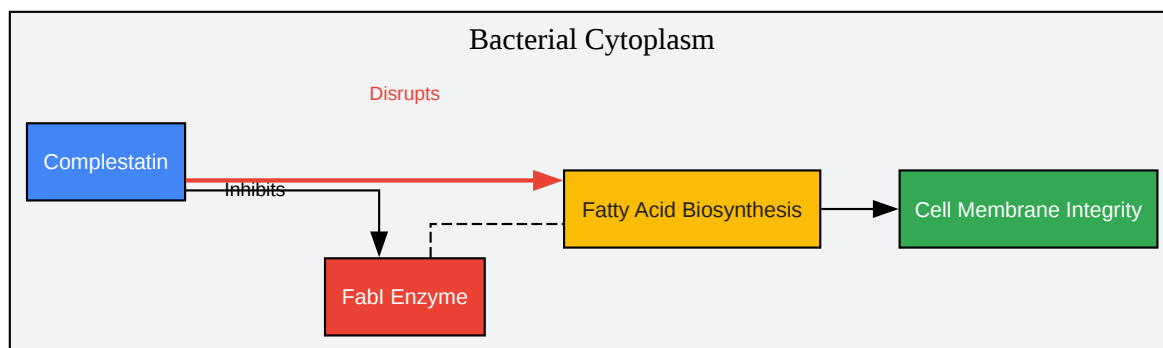 Bacterial Cytoplasm
Disrupts
Complestatin
Inhibits
Fatty Acid Biosynthesis
Cell Membrane Integrity
FabI Enzyme